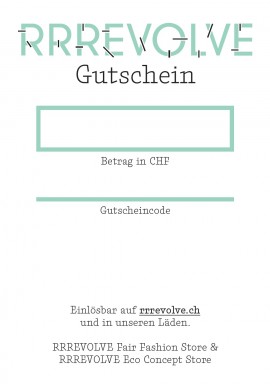 RRREVOLVE
Gutschein
Betrag in CHF
Gutscheincode
Einlösbar auf rrrevolve.ch
und in unseren Läden.
RRREVOLVE Fair Fashion Store &
RRREVOLVE Eco Concept Store